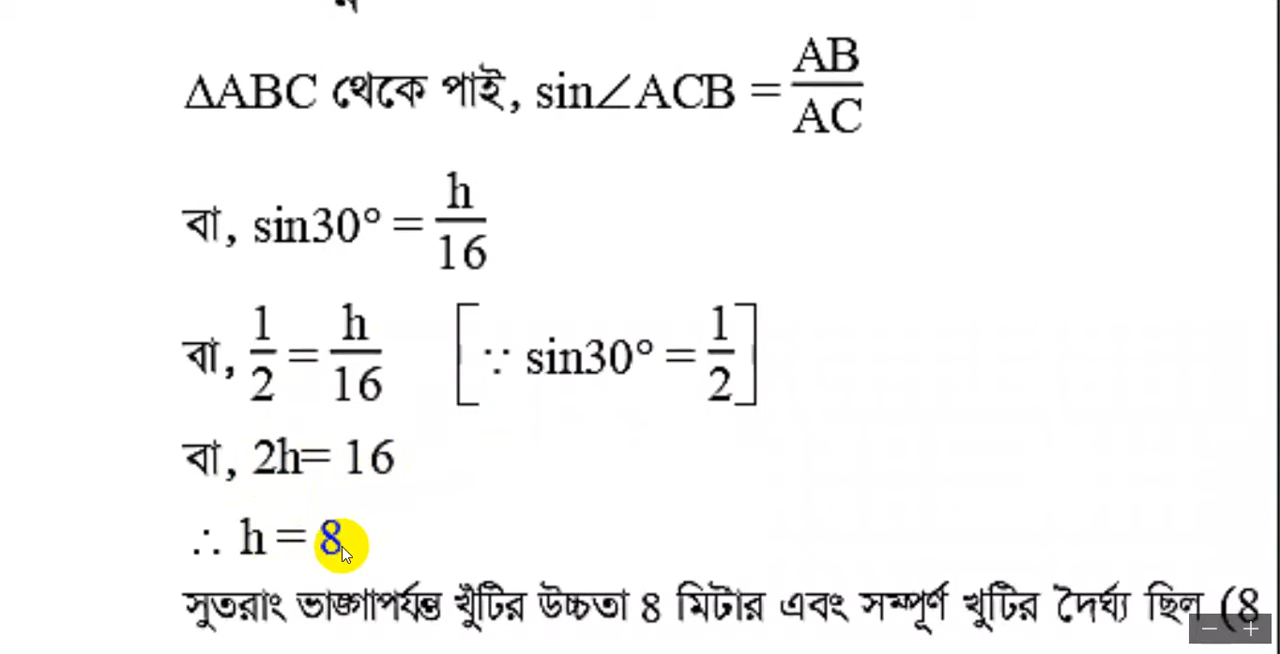 ΔABC থেকে পাই, sin∠ACB = AB/AC
বা, sin30° = h/16
বা, 1/2 = h/16 [∵ sin30° = 1/2]
বা, 2h= 16
∴ h = 8
সুতরাং ভাঙ্গাপর্যন্ত খুঁটির উচ্চতা 8 মিটার এবং সম্পূর্ণ খুটির দৈর্ঘ্য ছিল (8